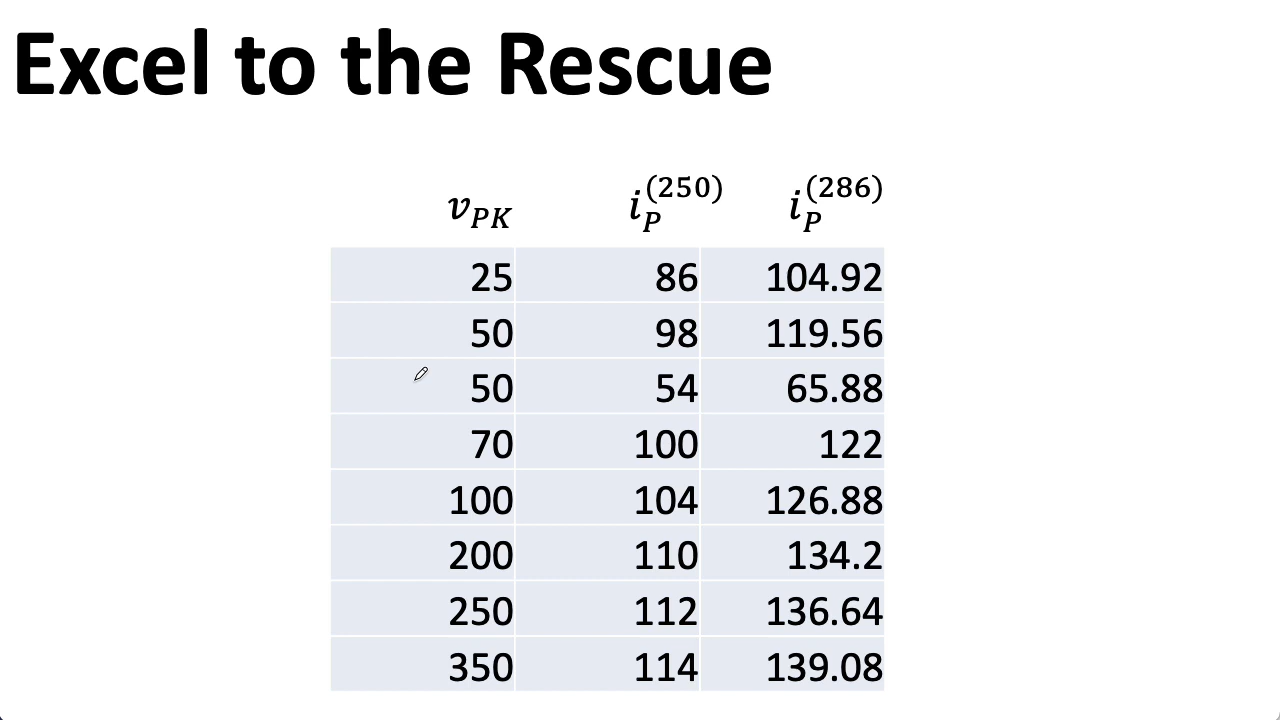 Excel to the Rescue
v_PK i_P^(250) i_P^(286)
25 86 104.92
50 98 119.56
50 54 65.88
70 100 122
100 104 126.88
200 110 134.2
250 112 136.64
350 114 139.08